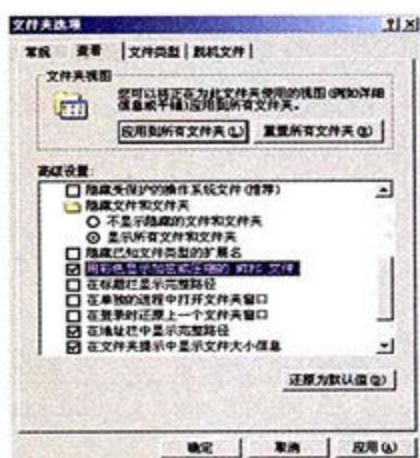 文件夹选项
常规 查看 文件类型 脱机文件
文件夹视图
您可以将正在为此文件夹使用的视图(例如详细
信息或平铺)应用到所有文件夹。
应用到所有文件夹(L) 重置所有文件夹(R)
高级设置:
隐藏受保护的操作系统文件(推荐)
隐藏文件和文件夹
不显示隐藏的文件和文件夹
显示所有文件和文件夹
隐藏已知文件类型的扩展名
用彩色显示加密或压缩的 NTFS 文件
在标题栏显示完整路径
在单独的进程中打开文件夹窗口
在登录时还原上一个文件夹窗口
在地址栏中显示完整路径
在文件夹提示中显示文件大小信息
还原为默认值(D)
确定 取消 应用(A)